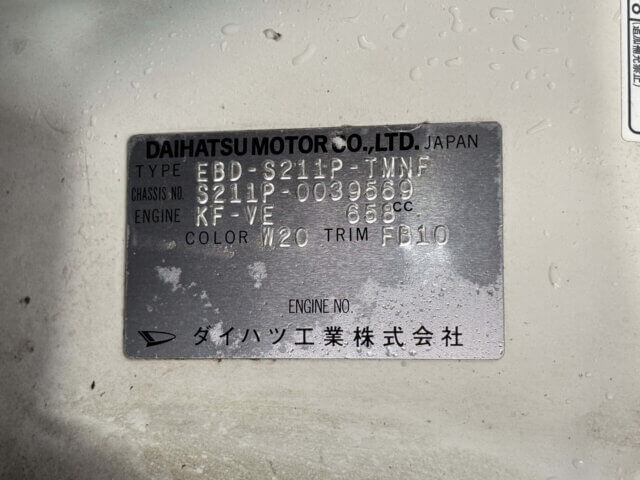 DAIHATSU MOTOR CO.,LTD. JAPAN
TYPE EBD-S211P-TMNF
CHASSIS NO. S211P-0039569
ENGINE KF-VE 658CC
COLOR W20 TRIM FB10
ENGINE NO.
ダイハツ工業株式会社